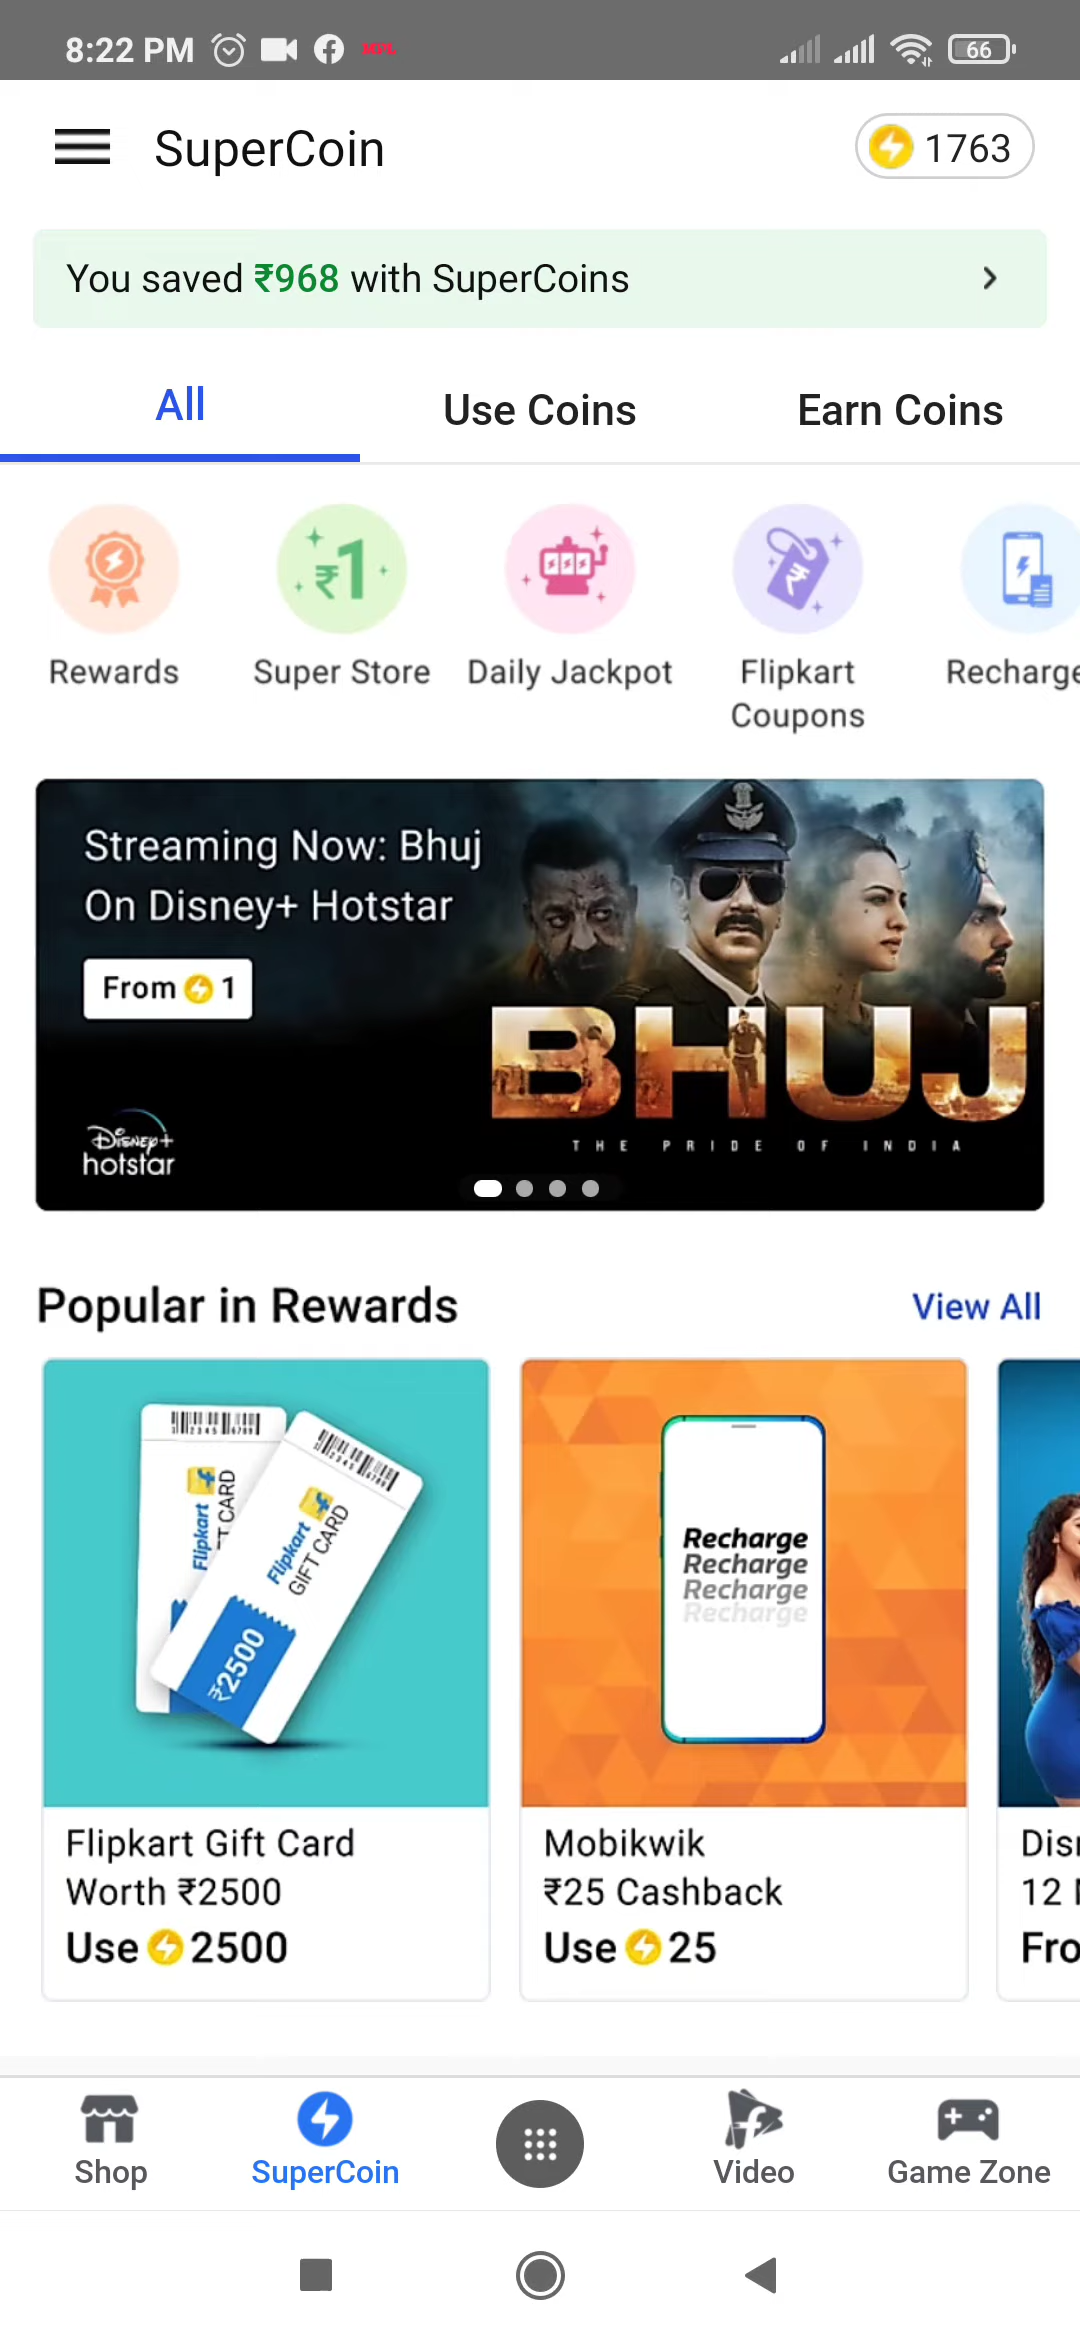 8:22 PM
MPL
66
SuperCoin
1763
You saved ₹968 with SuperCoins
All
Use Coins
Earn Coins
₹1
Rewards
Super Store
Daily Jackpot
Flipkart
Coupons
Recharge
Streaming Now: Bhuj
On Disney+ Hotstar
From 1
BHUJ
THE PRIDE OF INDIA
Disney+
hotstar
Popular in Rewards
View All
Flipkart
GIFT CARD
₹2500
Flipkart
T CARD
Recharge
Recharge
Recharge
Recharge
Flipkart Gift Card
Worth ₹2500
Use 2500
Mobikwik
₹25 Cashback
Use 25
Dis
12
Fro
Shop
SuperCoin
Video
Game Zone